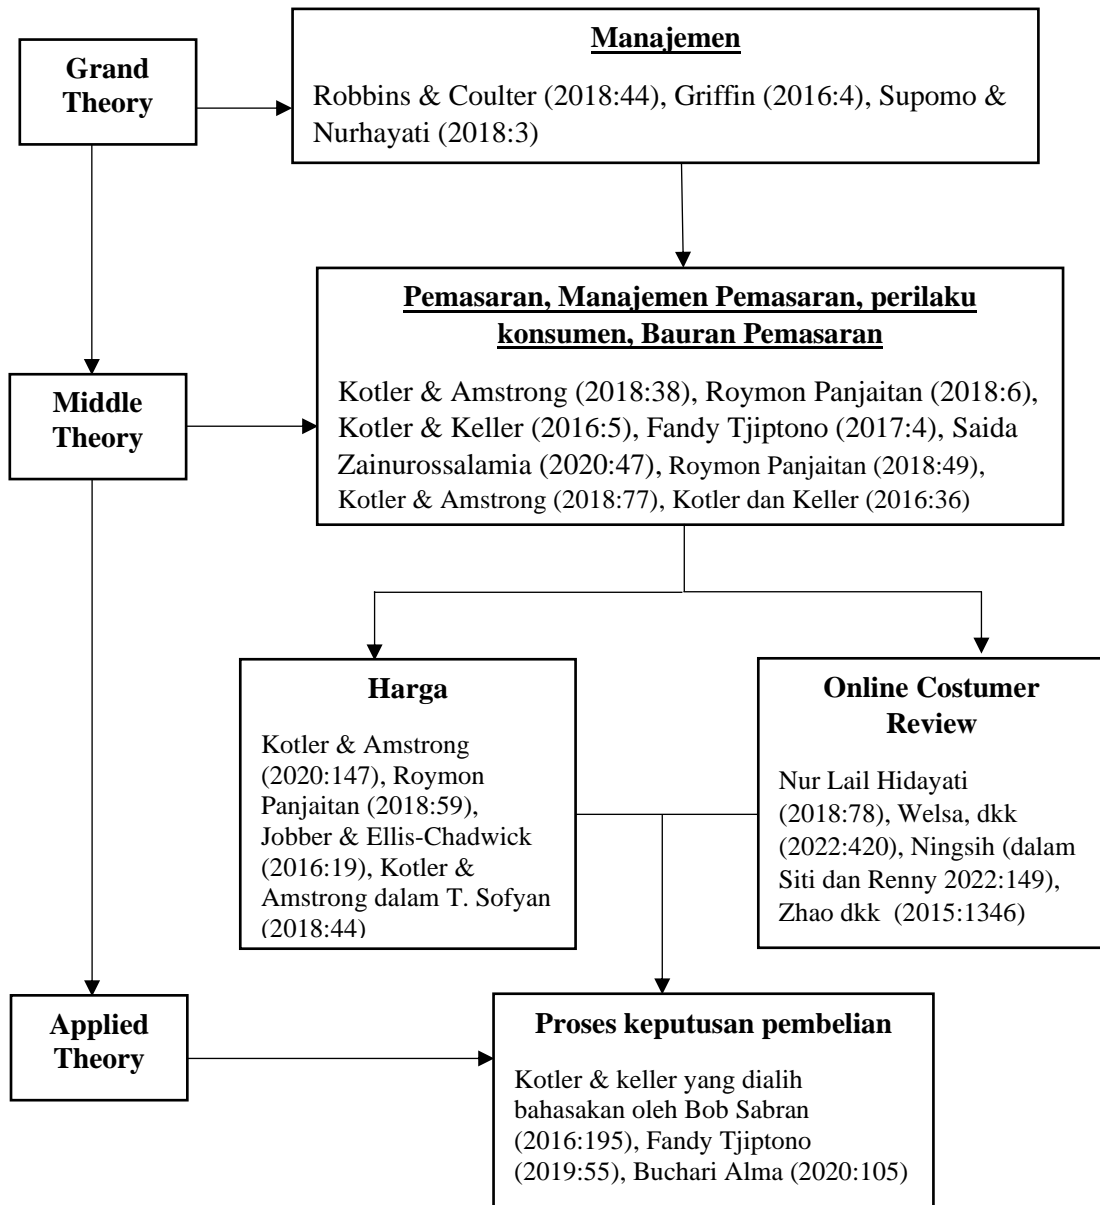 Grand
Theory
Manajemen
Robbins & Coulter (2018:44), Griffin (2016:4), Supomo &
Nurhayati (2018:3)
Middle
Theory
Pemasaran, Manajemen Pemasaran, perilaku
konsumen, Bauran Pemasaran
Kotler & Amstrong (2018:38), Roymon Panjaitan (2018:6),
Kotler & Keller (2016:5), Fandy Tjiptono (2017:4), Saida
Zainurossalamia (2020:47), Roymon Panjaitan (2018:49),
Kotler & Amstrong (2018:77), Kotler dan Keller (2016:36)
Harga
Kotler & Amstrong
(2020:147), Roymon
Panjaitan (2018:59),
Jobber & Ellis-Chadwick
(2016:19), Kotler &
Amstrong dalam T. Sofyan
(2018:44)
Online Costumer
Review
Nur Lail Hidayati
(2018:78), Welsa, dkk
(2022:420), Ningsih (dalam
Siti dan Renny 2022:149),
Zhao dkk (2015:1346)
Applied
Theory
Proses keputusan pembelian
Kotler & keller yang dialih
bahasakan oleh Bob Sabran
(2016:195), Fandy Tjiptono
(2019:55), Buchari Alma (2020:105)